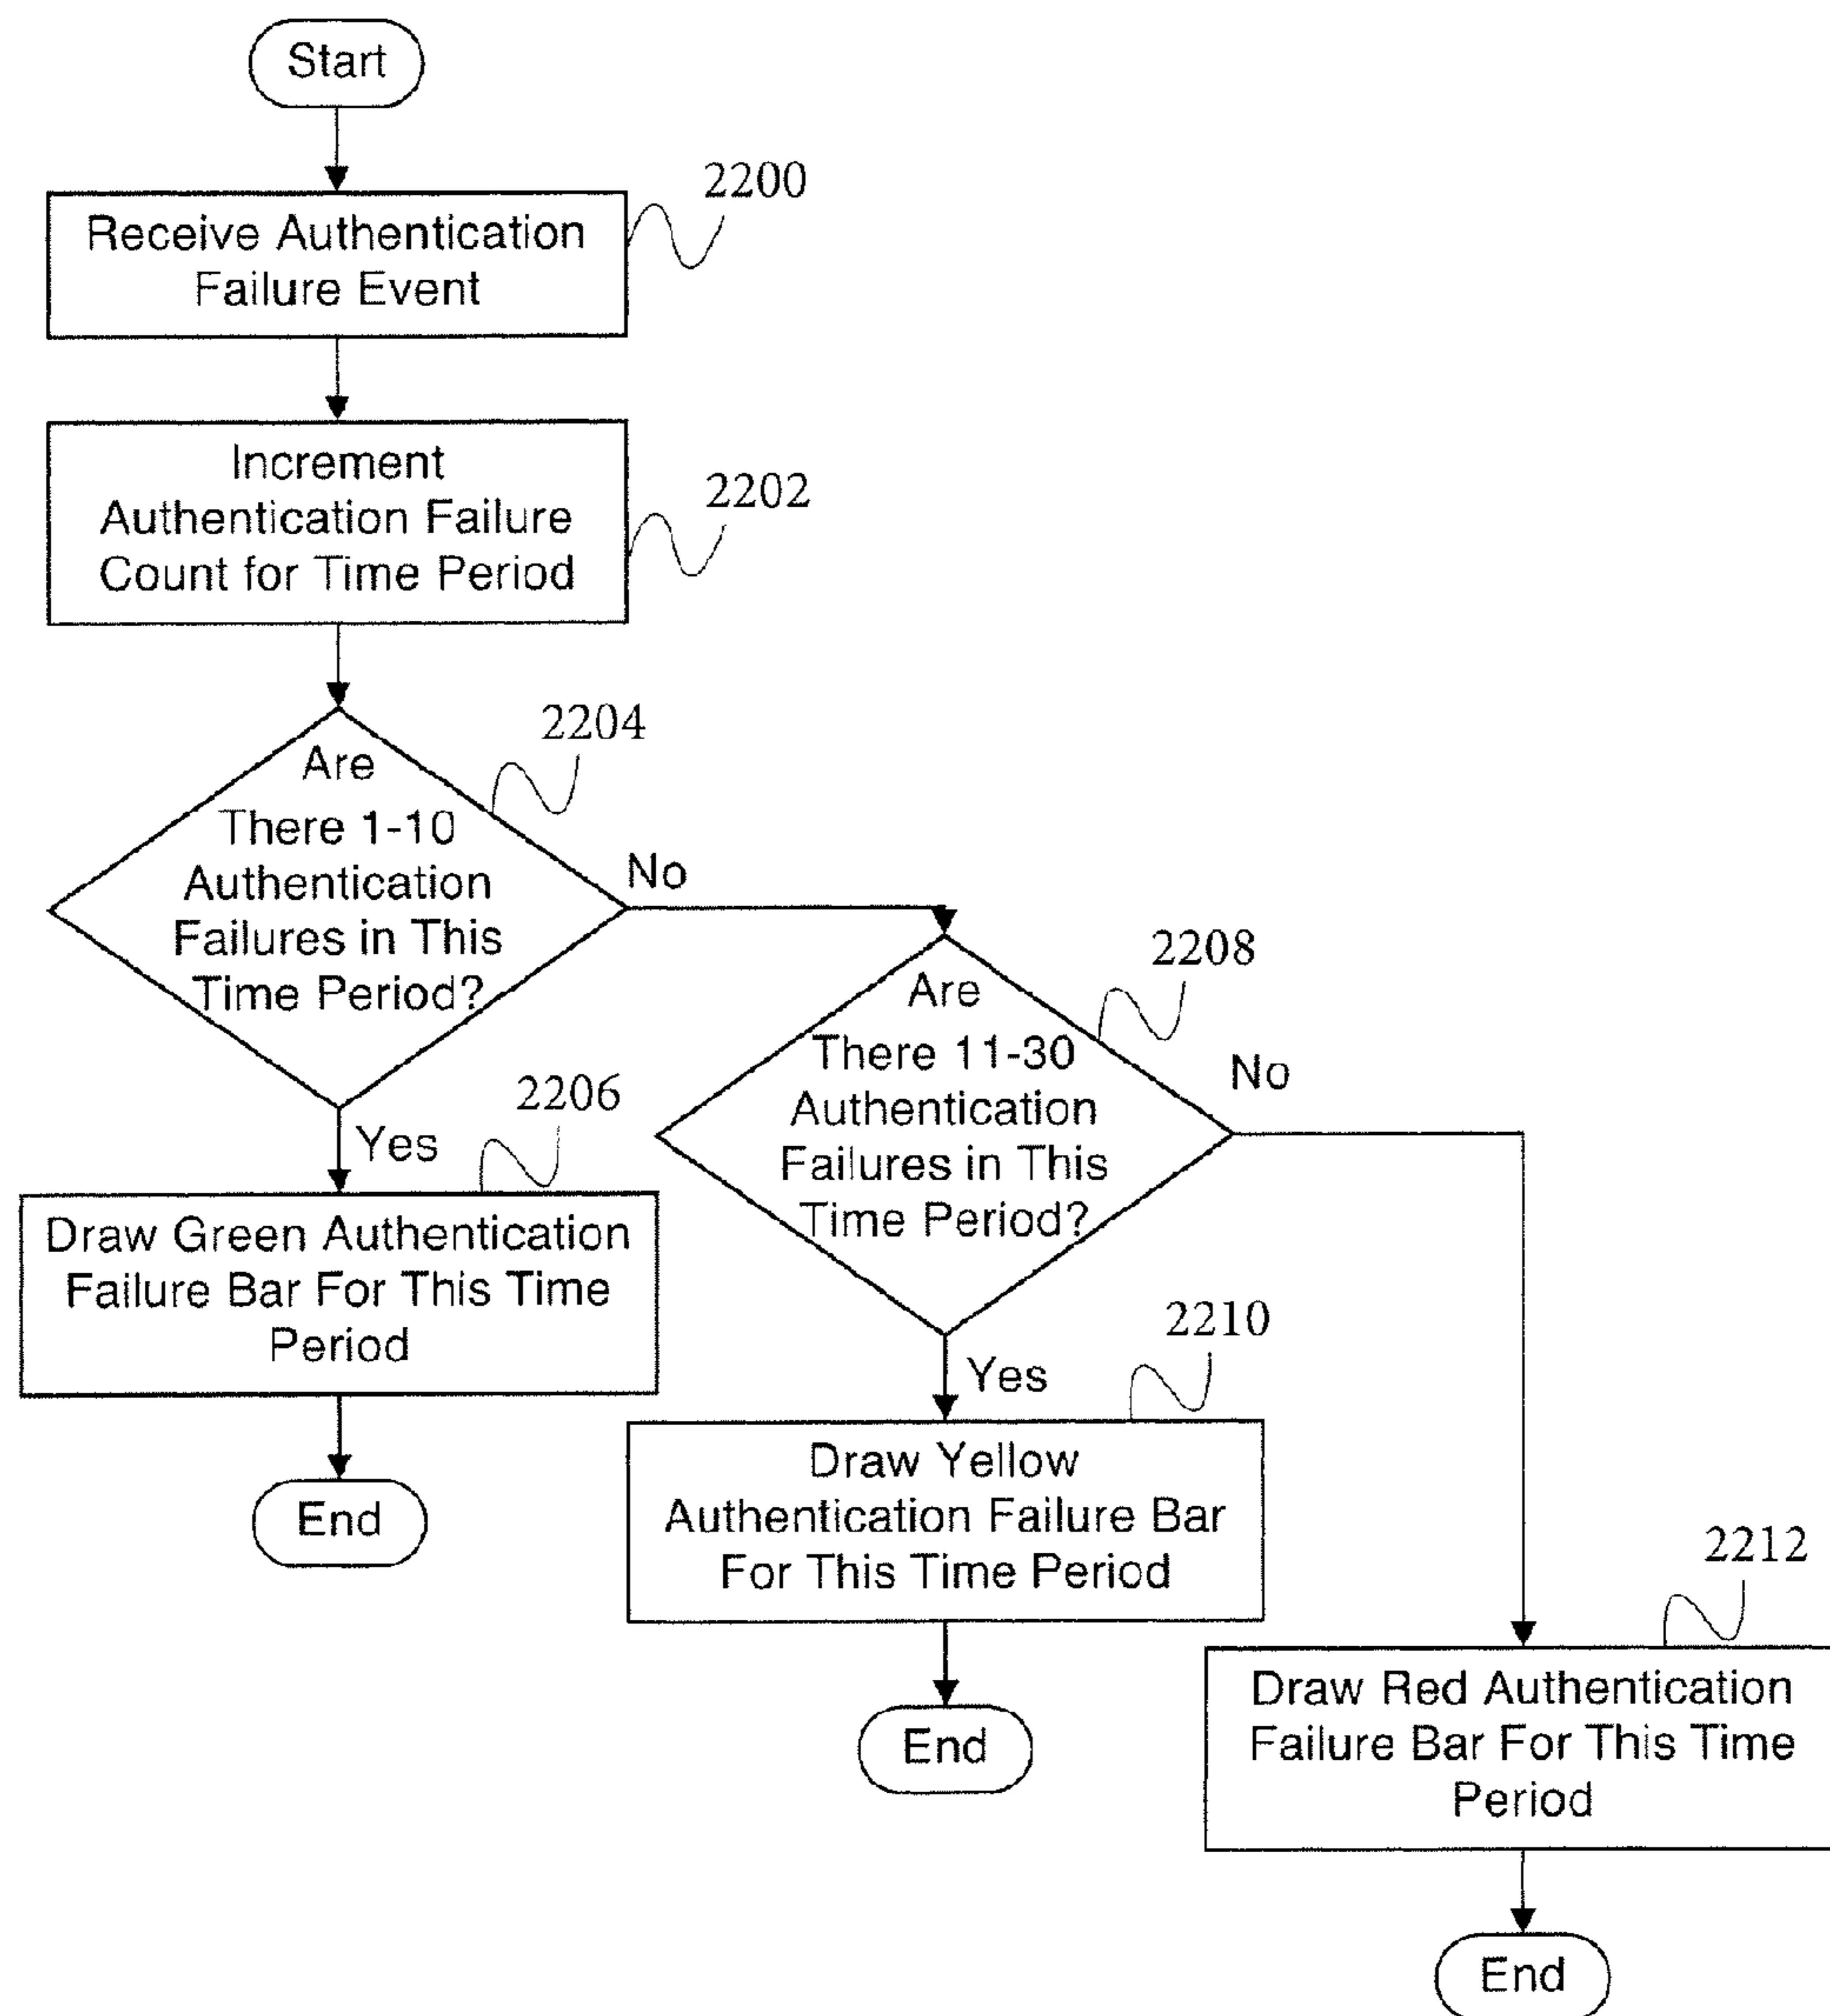 Start
2200
Receive Authentication
Failure Event
2202
Increment
Authentication Failure
Count for Time Period
2204
Are
There 1-10
Authentication
Failures in This
Time Period?
No
2208
Are
There 11-30
Authentication
Failures in This
Time Period?
No
2206
Yes
Draw Green Authentication
Failure Bar For This Time
Period
End
2210
Yes
Draw Yellow
Authentication Failure Bar
For This Time Period
End
2212
Draw Red Authentication
Failure Bar For This Time
Period
End